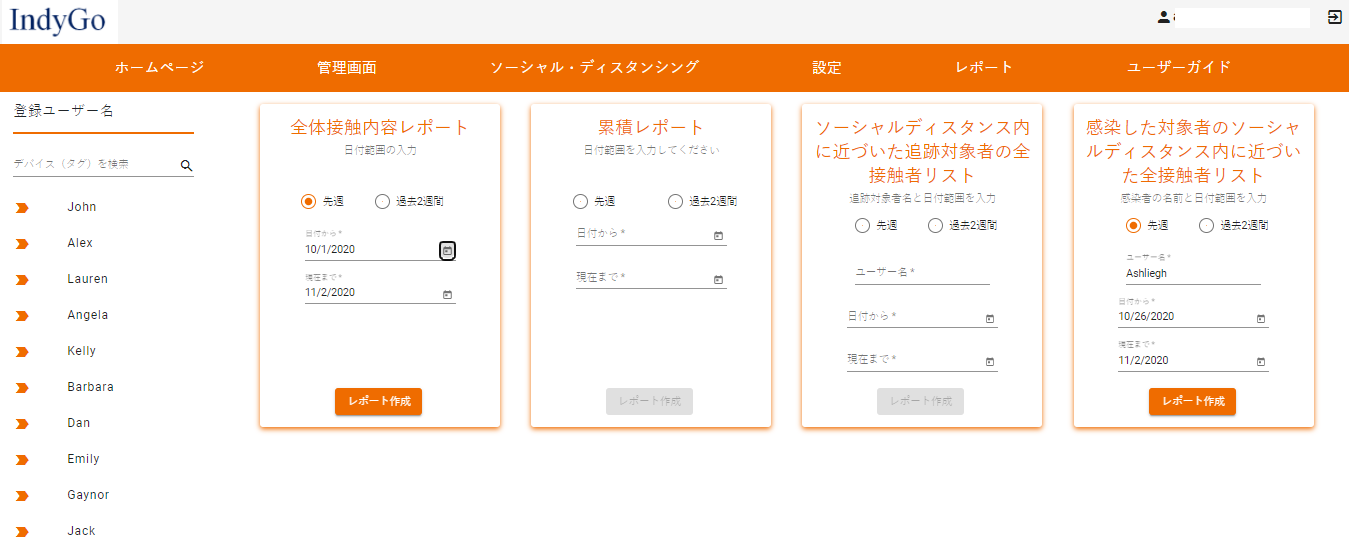 IndyGo
ホームページ 管理画面 ソーシャル・ディスタンシング 設定 レポート ユーザーガイド
登録ユーザー名
デバイス（タグ）を検索
John
Alex
Lauren
Angela
Kelly
Barbara
Dan
Emily
Gaynor
Jack
全体接触内容レポート
日付範囲の入力
先週 過去2週間
日付から *
10/1/2020
現在まで *
11/2/2020
レポート作成
累積レポート
日付範囲を入力してください
先週 過去2週間
日付から *
現在まで *
レポート作成
ソーシャルディスタンス内
に近づいた追跡対象者の全
接触者リスト
追跡対象者名と日付範囲を入力
先週 過去2週間
ユーザー名 *
日付から *
現在まで *
レポート作成
感染した対象者のソーシャ
ルディスタンス内に近づい
た全接触者リスト
感染者の名前と日付範囲を入力
先週 過去2週間
ユーザー名 *
Ashliegh
日付から *
10/26/2020
現在まで *
11/2/2020
レポート作成